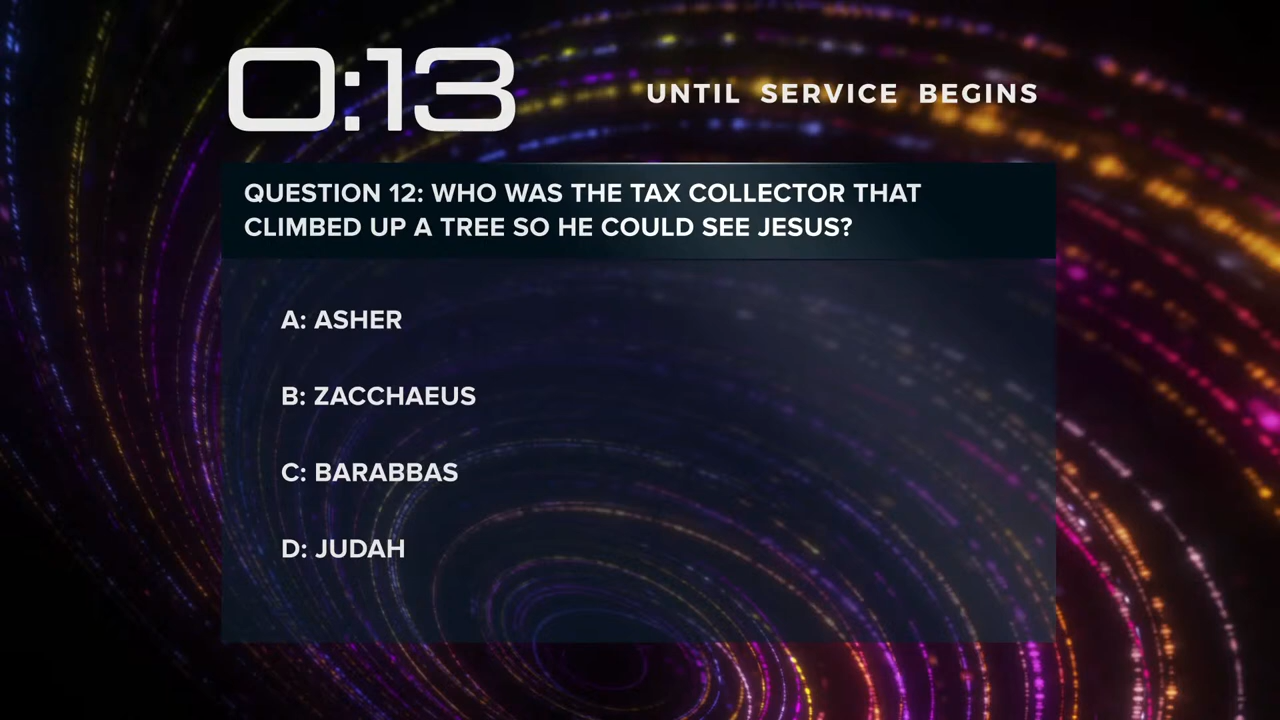 0:13
UNTIL SERVICE BEGINS
QUESTION 12: WHO WAS THE TAX COLLECTOR THAT
CLIMBED UP A TREE SO HE COULD SEE JESUS?
A: ASHER
B: ZACCHAEUS
C: BARABBAS
D: JUDAH